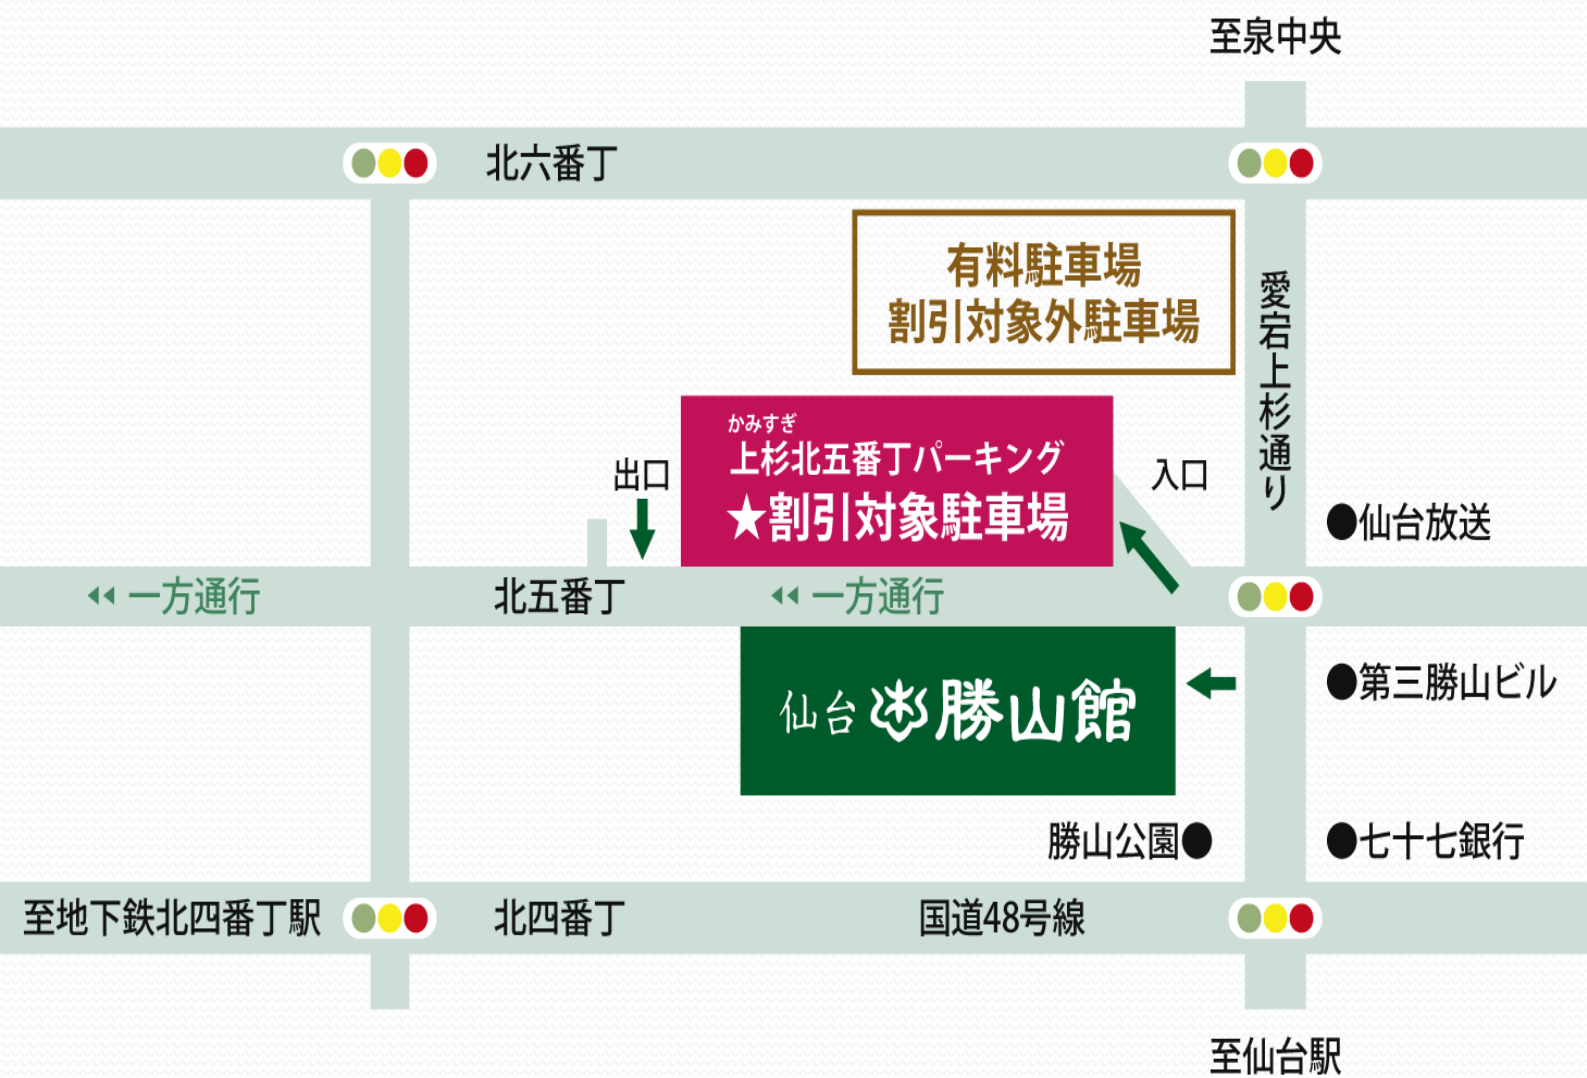 至泉中央
北六番丁
有料駐車場
割引対象外駐車場
愛宕上杉通り
かみすぎ
上杉北五番丁パーキング
★割引対象駐車場
出口
入口
●仙台放送
一方通行
北五番丁
一方通行
仙台 勝山館
●第三勝山ビル
勝山公園●
●七十七銀行
至地下鉄北四番丁駅
北四番丁
国道48号線
至仙台駅